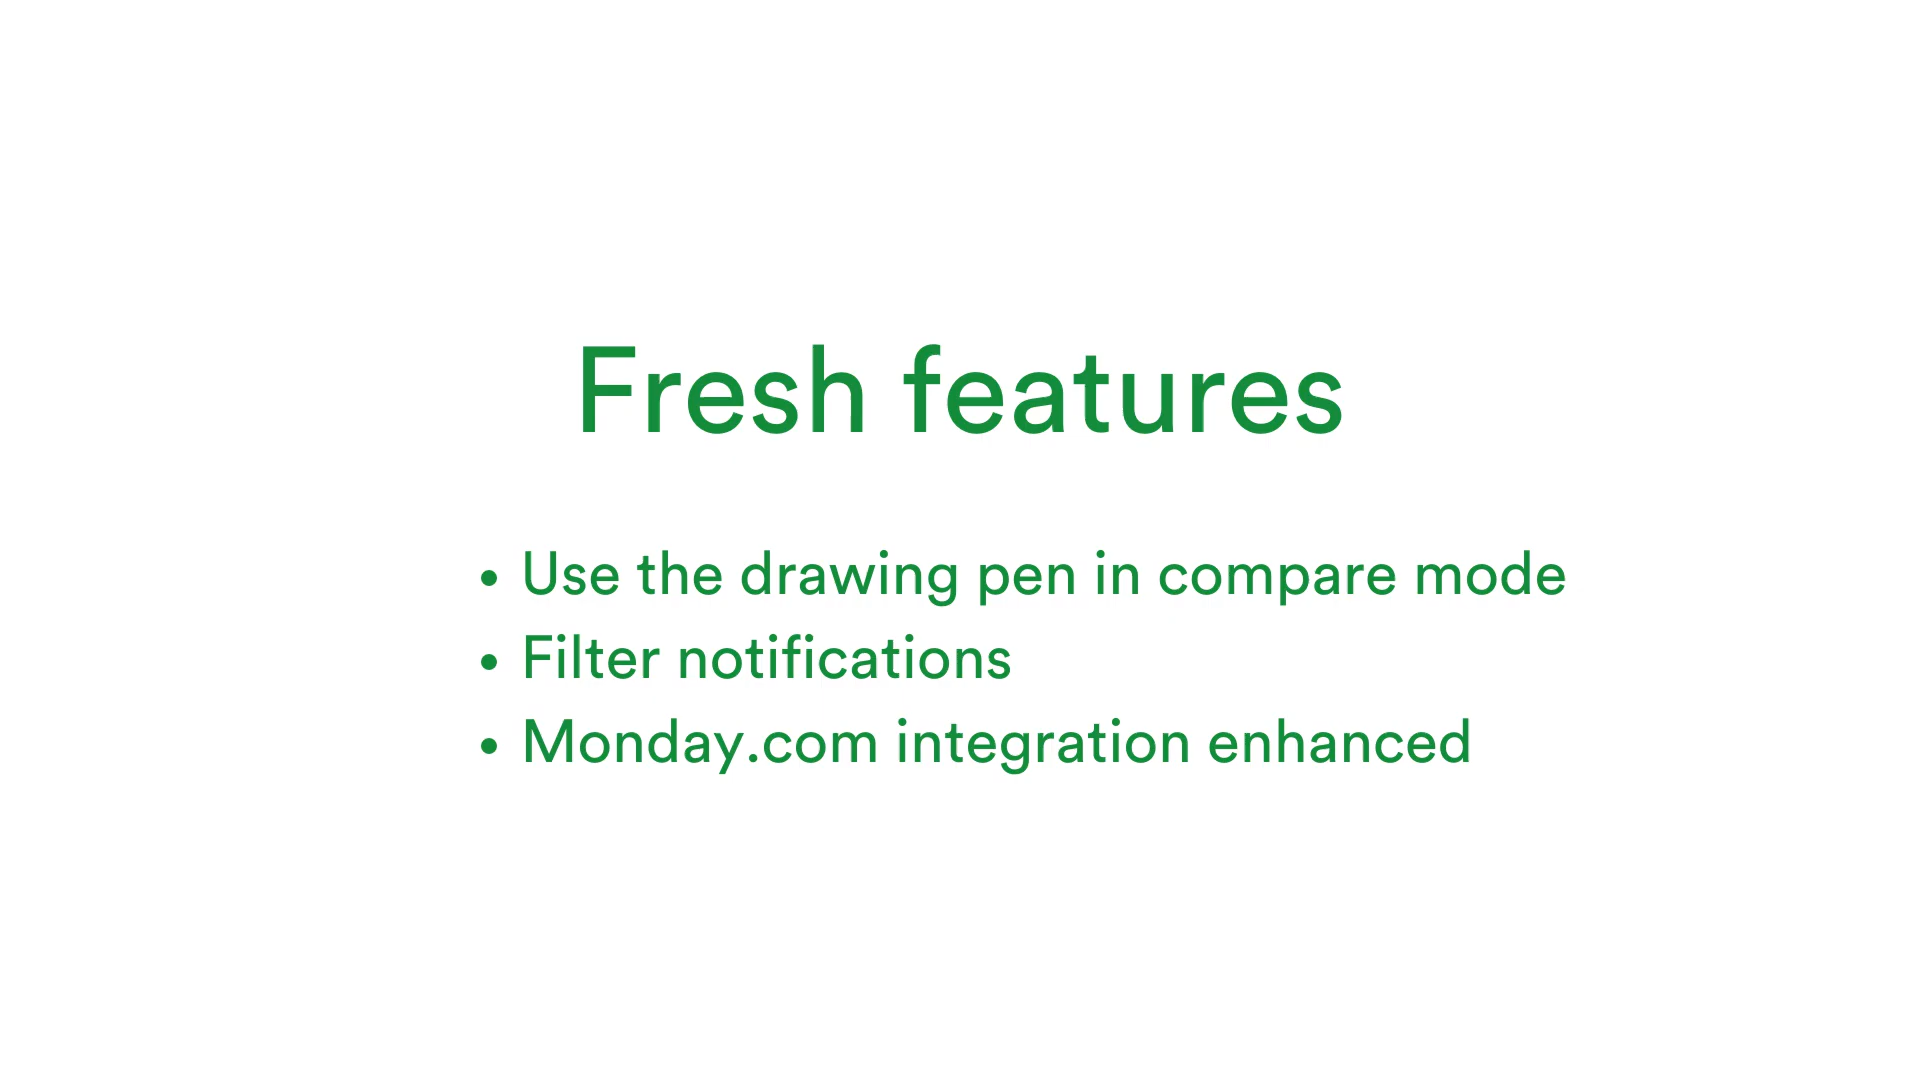 Fresh features
• Use the drawing pen in compare mode
• Filter notifications
• Monday.com integration enhanced